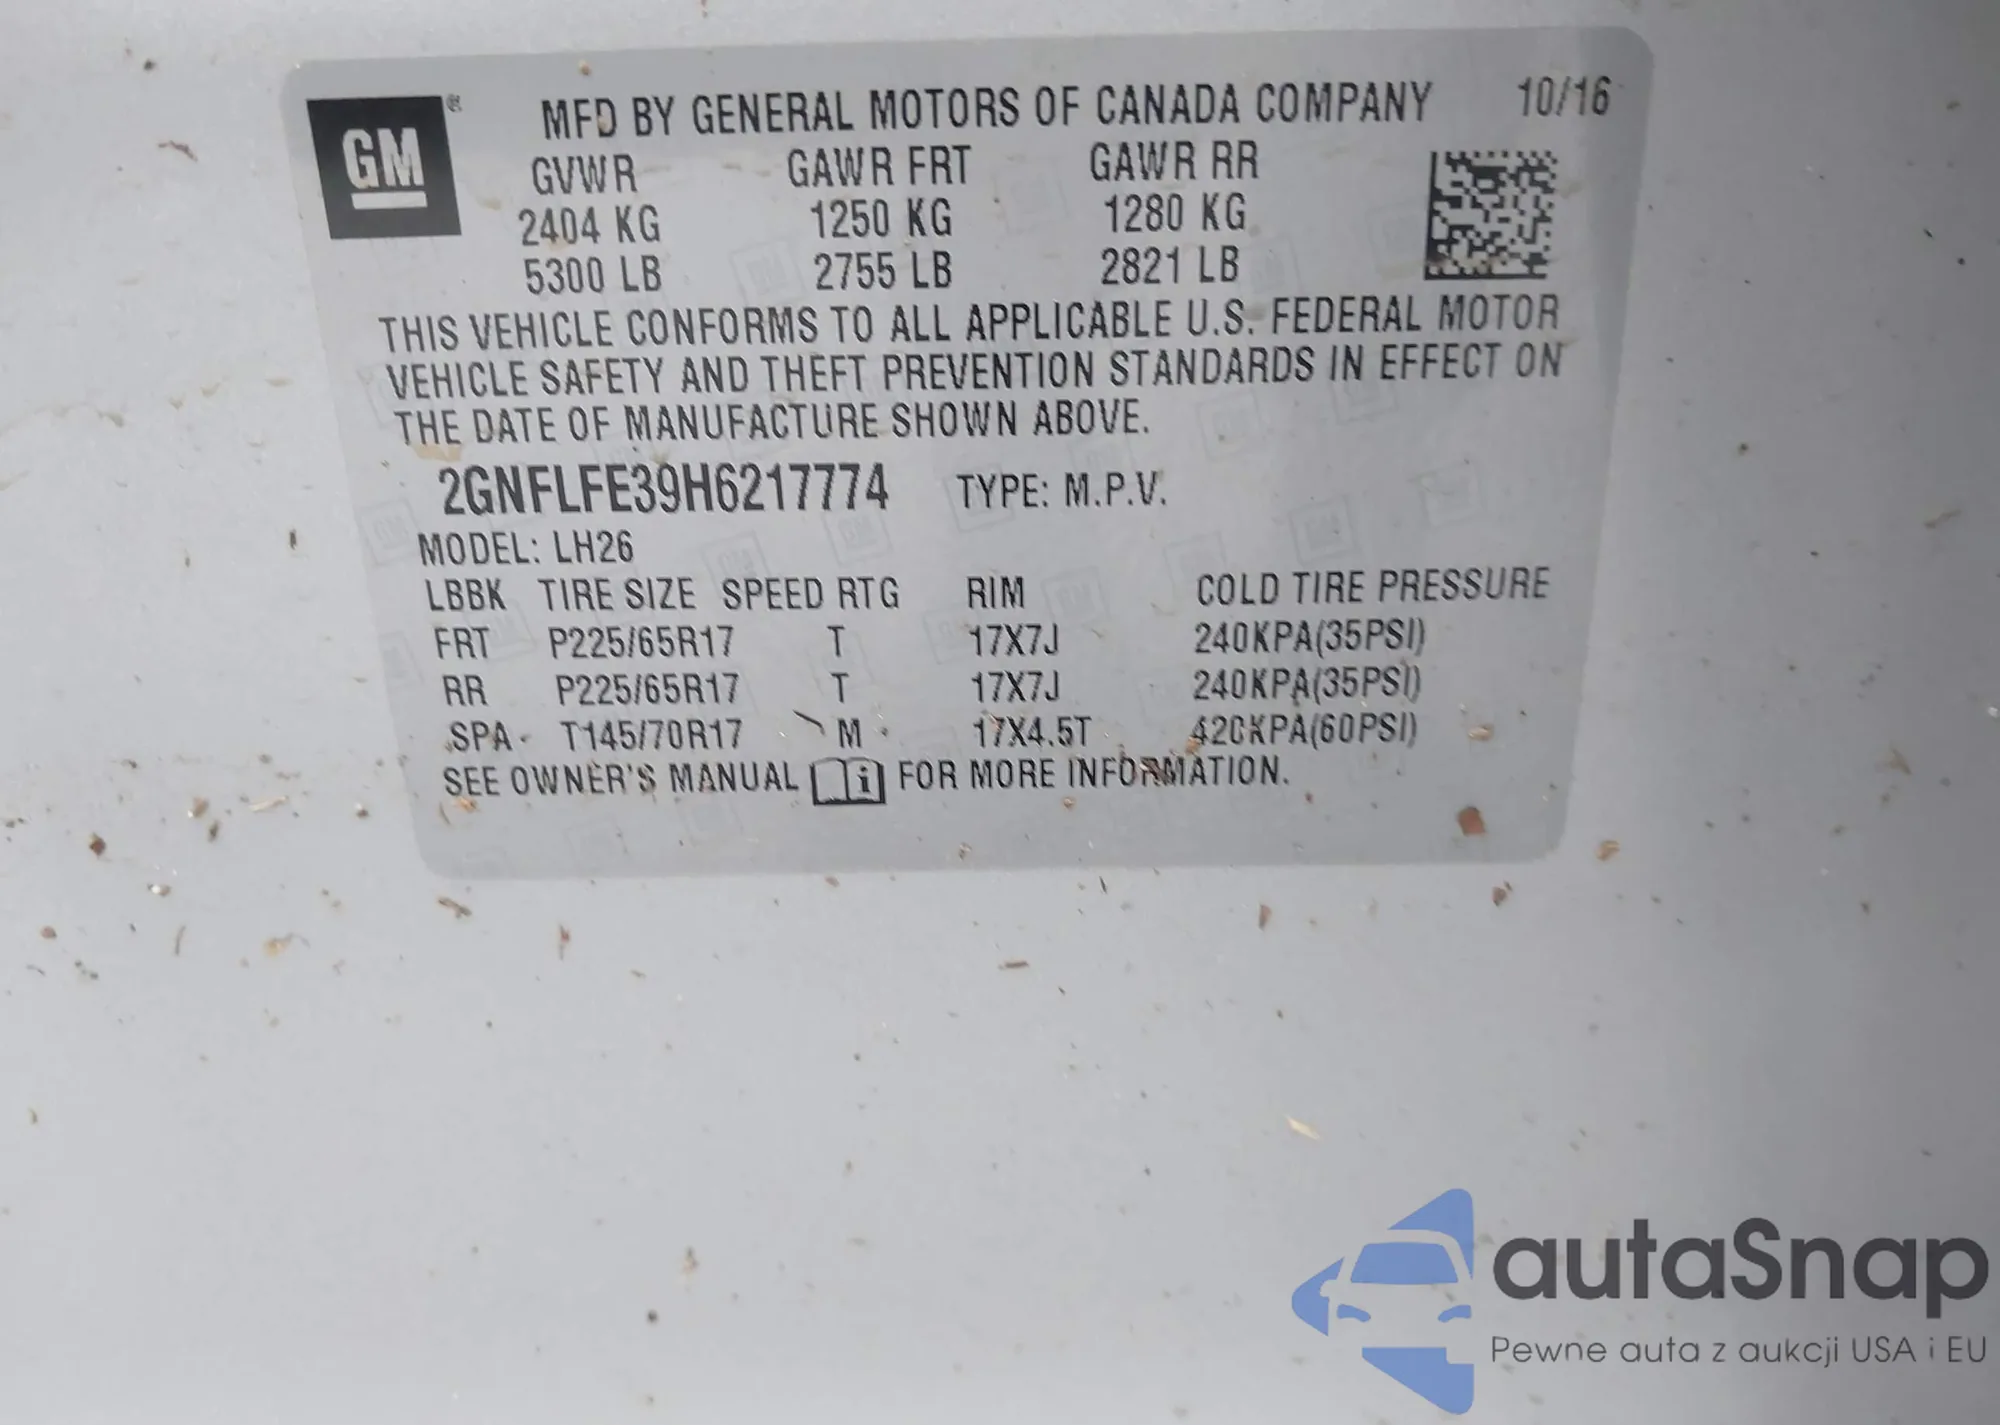 GM ® MFD BY GENERAL MOTORS OF CANADA COMPANY 10/16
GVWR GAWR FRT GAWR RR
2404 KG 1250 KG 1280 KG
5300 LB 2755 LB 2821 LB
THIS VEHICLE CONFORMS TO ALL APPLICABLE U.S. FEDERAL MOTOR
VEHICLE SAFETY AND THEFT PREVENTION STANDARDS IN EFFECT ON
THE DATE OF MANUFACTURE SHOWN ABOVE.
2GNFLFE39H6217774 TYPE: M.P.V.
MODEL: LH26
LBBK TIRE SIZE SPEED RTG RIM COLD TIRE PRESSURE
FRT P225/65R17 T 17X7J 240KPA(35PSI)
RR P225/65R17 T 17X7J 240KPA(35PSI)
SPA T145/70R17 M 17X4.5T 420KPA(60PSI)
SEE OWNER'S MANUAL i FOR MORE INFORMATION.
autaSnap
Pewne auta z aukcji USA i EU